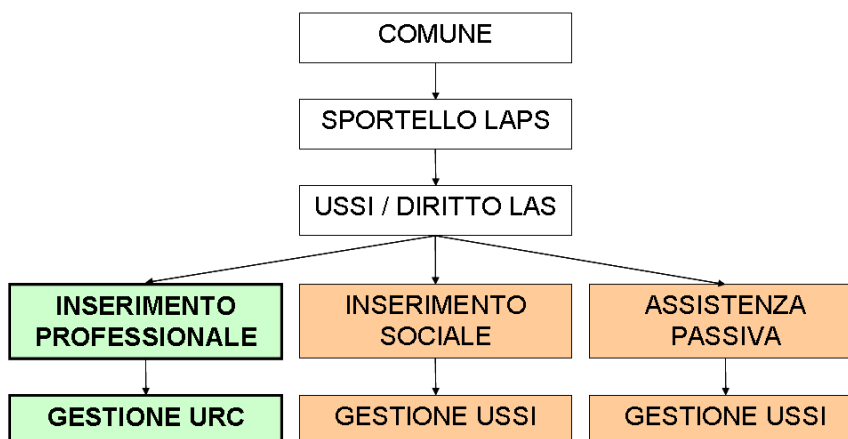 COMUNE
SPORTELLO LAPS
USSI / DIRITTO LAS
INSERIMENTO
PROFESSIONALE
INSERIMENTO
SOCIALE
ASSISTENZA
PASSIVA
GESTIONE URC
GESTIONE USSI
GESTIONE USSI